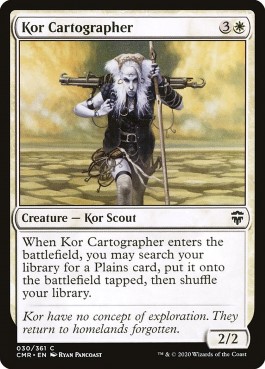 Kor Cartographer 3
Creature — Kor Scout
When Kor Cartographer enters the
battlefield, you may search your
library for a Plains card, put it onto
the battlefield tapped, then shuffle
your library.
Kor have no concept of exploration. They
return to homelands forgotten.
2/2
030/361 C
CMR • EN RYAN PANCOAST
™ & © 2020 Wizards of the Coast